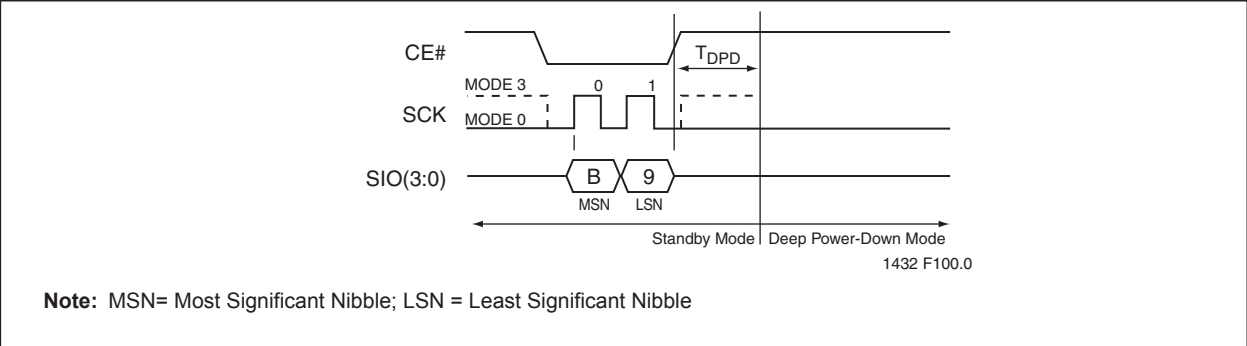 CE#
T_DPD
MODE 3
0 1
SCK
MODE 0
SIO(3:0)
B 9
MSN LSN
Standby Mode Deep Power-Down Mode
1432 F100.0
Note: MSN= Most Significant Nibble; LSN = Least Significant Nibble